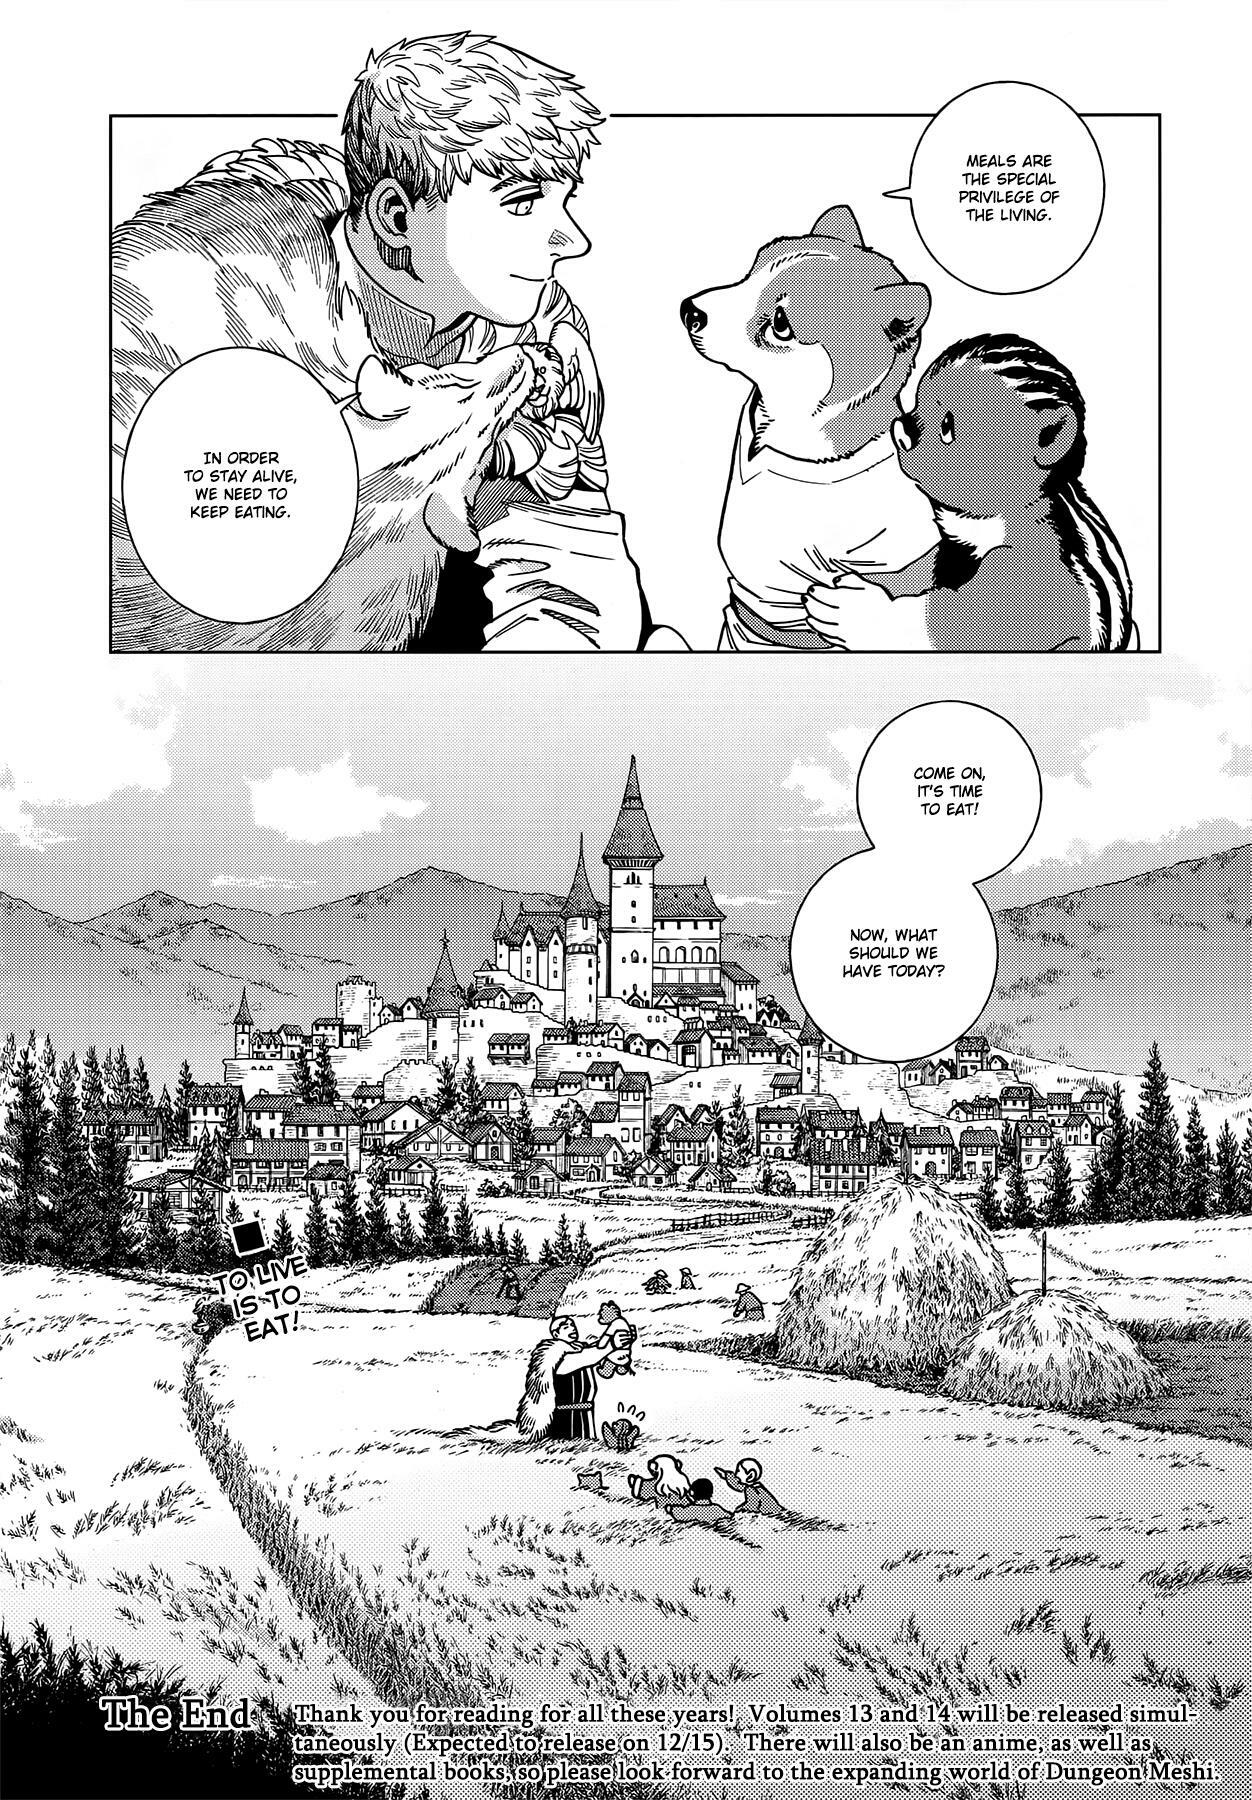 MEALS ARE
THE SPECIAL
PRIVILEGE OF
THE LIVING.
IN ORDER
TO STAY ALIVE,
WE NEED TO
KEEP EATING.
COME ON,
IT'S TIME
TO EAT!
NOW, WHAT
SHOULD WE
HAVE TODAY?
TO LIVE
IS TO
EAT!
The End
Thank you for reading for all these years! Volumes 13 and 14 will be released simul-
taneously (Expected to release on 12/15). There will also be an anime, as well as
supplemental books, so please look forward to the expanding world of Dungeon Meshi.